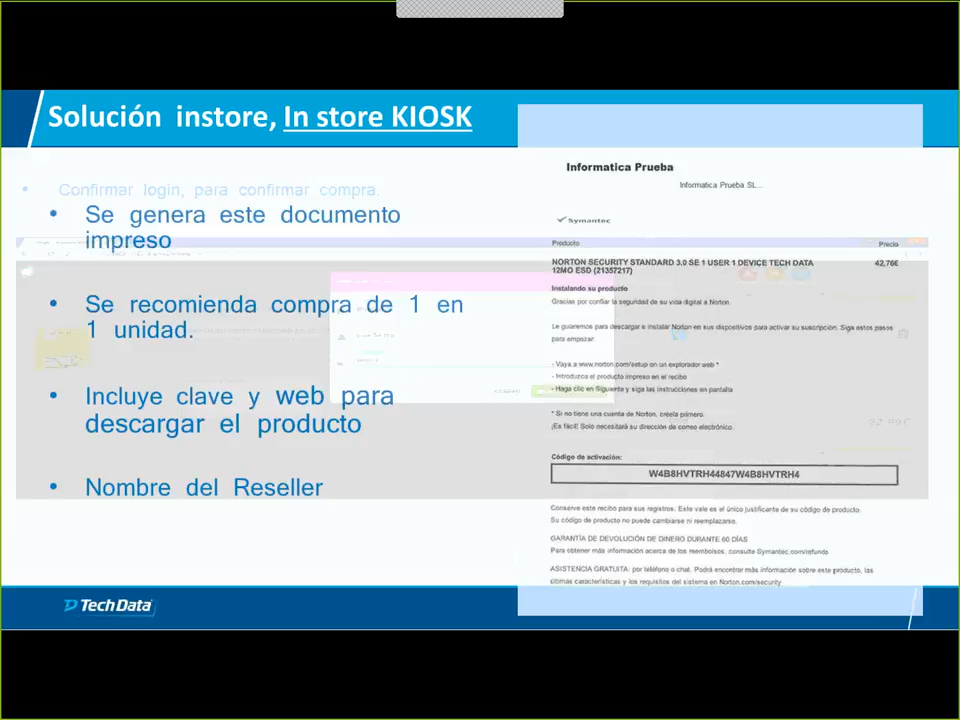 Solución instore, In store KIOSK
• Confirmar login, para confirmar compra.
• Se genera este documento
impreso
• Se recomienda compra de 1 en
1 unidad.
• Incluye clave y web para
descargar el producto
• Nombre del Reseller
Informatica Prueba
Informatica Prueba SL...
Symantec
Producto Precio
NORTON SECURITY STANDARD 3.0 SE 1 USER 1 DEVICE TECH DATA 42,76€
12MO ESD (21357217)
Instalando su producto
Gracias por confiar la seguridad de su vida digital a Norton.
Le guiaremos para descargar e instalar Norton en sus dispositivos para activar su suscripción. Siga estos pasos
para empezar.
- Vaya a www.norton.com/setup en un explorador web *
- Introduzca el producto impreso en el recibo
- Haga clic en Siguiente y siga las instrucciones en pantalla
* Si no tiene una cuenta de Norton, créela primero.
¡Es fácil! Solo necesitará su dirección de correo electrónico.
Código de activación:
W4B8HVTRH44847W4B8HVTRH4
Conserve este recibo para sus registros. Este vale es el único justificante de su código de producto.
Su código de producto no puede cambiarse ni reemplazarse.
GARANTÍA DE DEVOLUCIÓN DE DINERO DURANTE 60 DÍAS
Para obtener más información acerca de los reembolsos, consulte Symantec.com/refunds
ASISTENCIA GRATUITA: por teléfono o chat. Podrá encontrar más información sobre este producto, las
últimas características y los requisitos del sistema en Norton.com/security
Tech Data